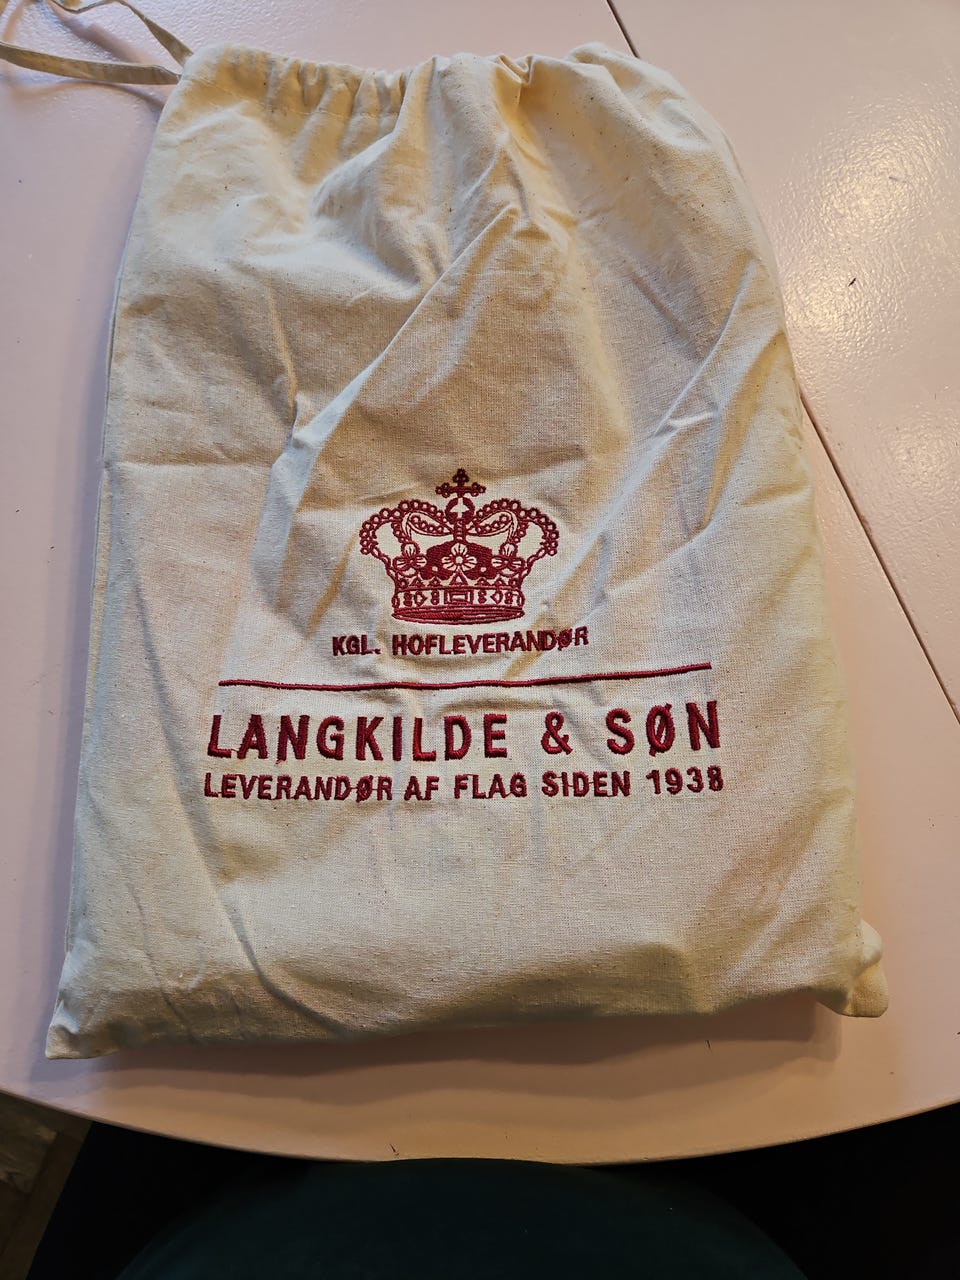 KGL. HOFLEVERANDØR
LANGKILDE & SØN
LEVERANDØR AF FLAG SIDEN 1938